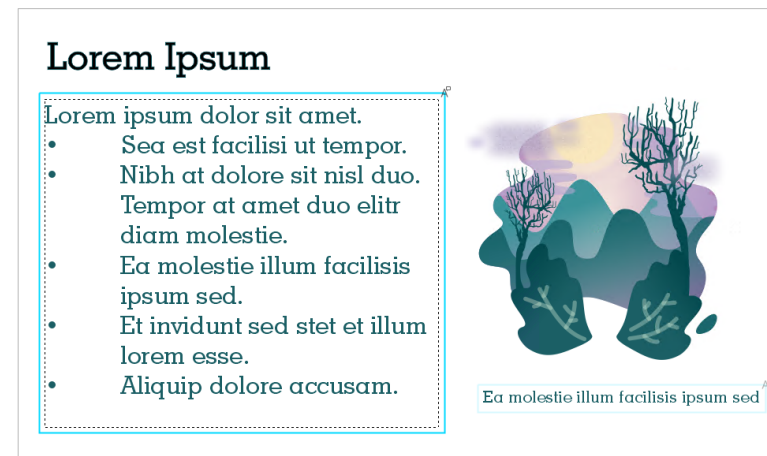 Lorem Ipsum
Lorem ipsum dolor sit amet.
• Sea est facilisi ut tempor.
• Nibh at dolore sit nisl duo.
Tempor at amet duo elitr
diam molestie.
• Ea molestie illum facilisis
ipsum sed.
• Et invidunt sed stet et illum
lorem esse.
• Aliquip dolore accusam.
Ea molestie illum facilisis ipsum sed